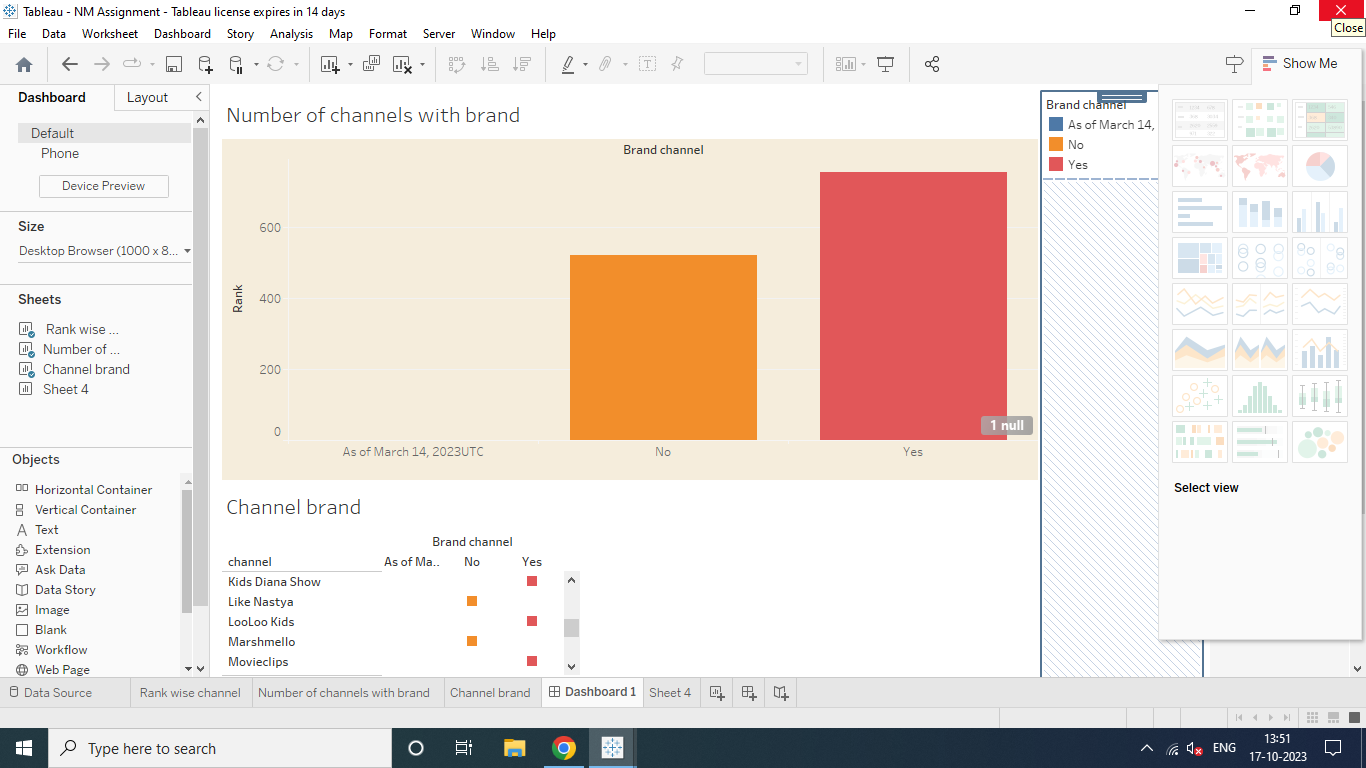 Tableau - NM Assignment - Tableau license expires in 14 days
Close
File Data Worksheet Dashboard Story Analysis Map Format Server Window Help
Show Me
Dashboard Layout
Default
Phone
Device Preview
Size
Desktop Browser (1000 x 8...
Sheets
Rank wise ...
Number of ...
Channel brand
Sheet 4
Objects
Horizontal Container
Vertical Container
Text
Extension
Ask Data
Data Story
Image
Blank
Workflow
Web Page
Number of channels with brand
Brand channel
Rank
600
400
200
0
1 null
As of March 14, 2023UTC No Yes
Channel brand
Brand channel
channel As of Ma.. No Yes
Kids Diana Show
Like Nastya
LooLoo Kids
Marshmello
Movieclips
Brand channel
As of March 14,
No
Yes
Select view
Data Source Rank wise channel Number of channels with brand Channel brand Dashboard 1 Sheet 4
Type here to search
ENG
13:51
17-10-2023